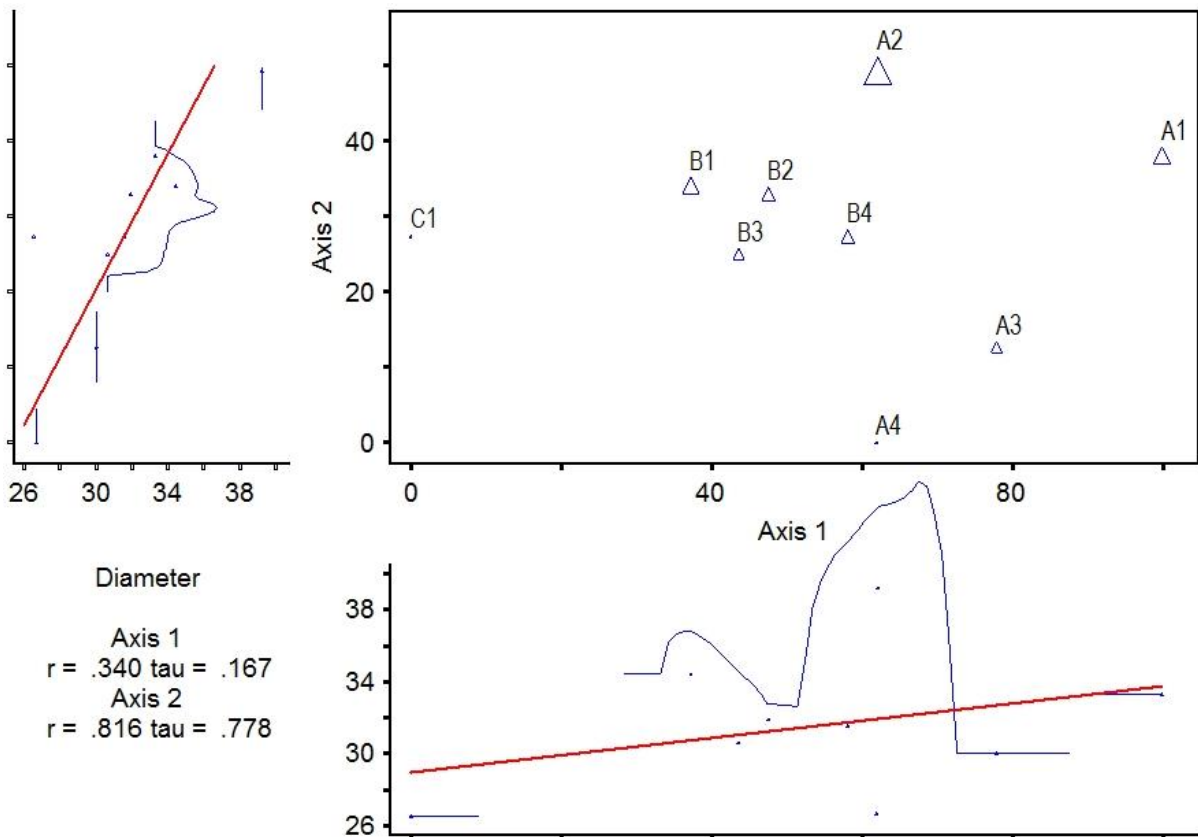 A2
A1
B1
B2
C1
B4
B3
A3
A4
Axis 2
40
20
0
26 30 34 38
0 40 80
Axis 1
Diameter
Axis 1
r = .340 tau = .167
Axis 2
r = .816 tau = .778
38
34
30
26